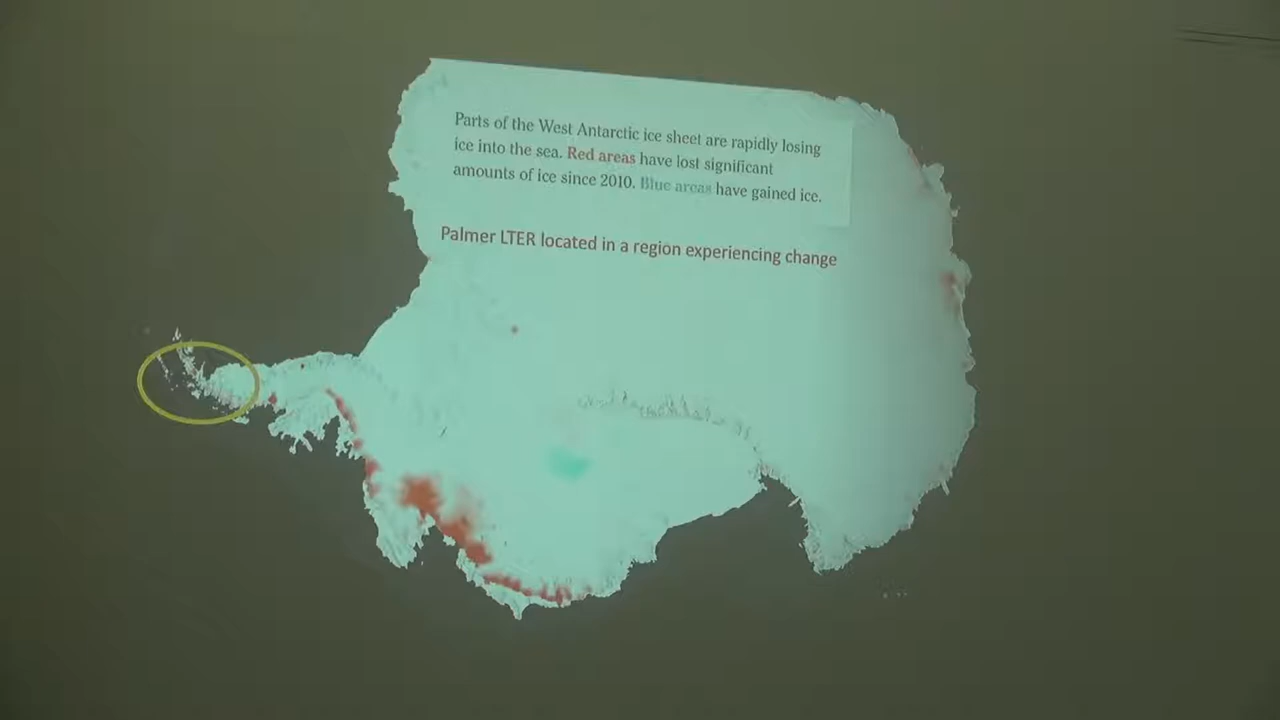 Parts of the West Antarctic ice sheet are rapidly losing
ice into the sea. Red areas have lost significant
amounts of ice since 2010. Blue areas have gained ice.
Palmer LTER located in a region experiencing change